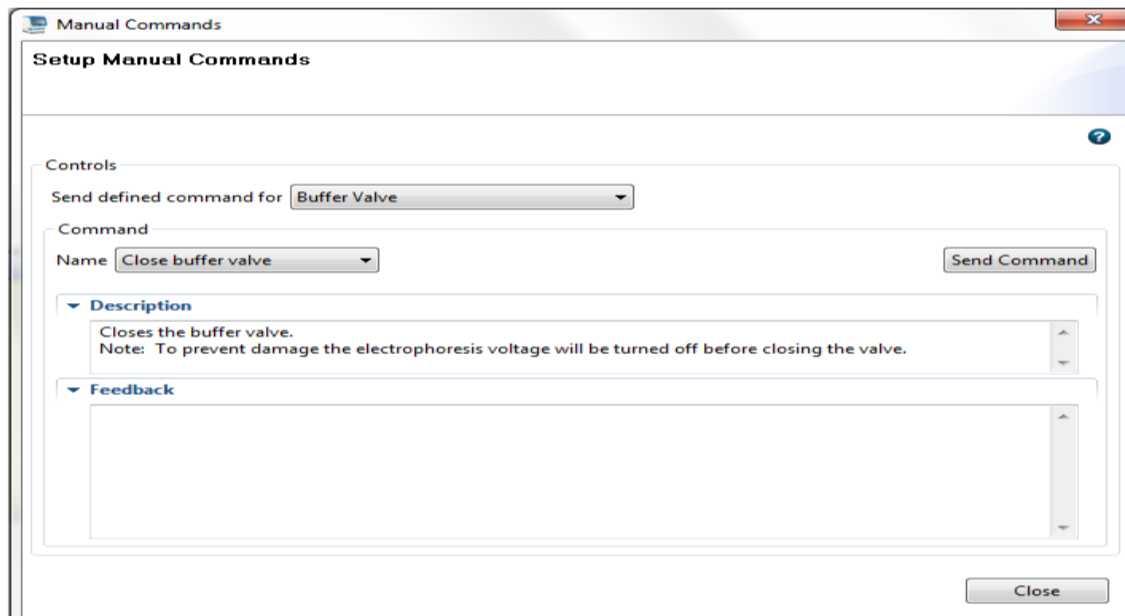 Manual Commands
Setup Manual Commands
?
Controls
Send defined command for Buffer Valve
Command
Name Close buffer valve Send Command
Description
Closes the buffer valve.
Note: To prevent damage the electrophoresis voltage will be turned off before closing the valve.
Feedback
Close